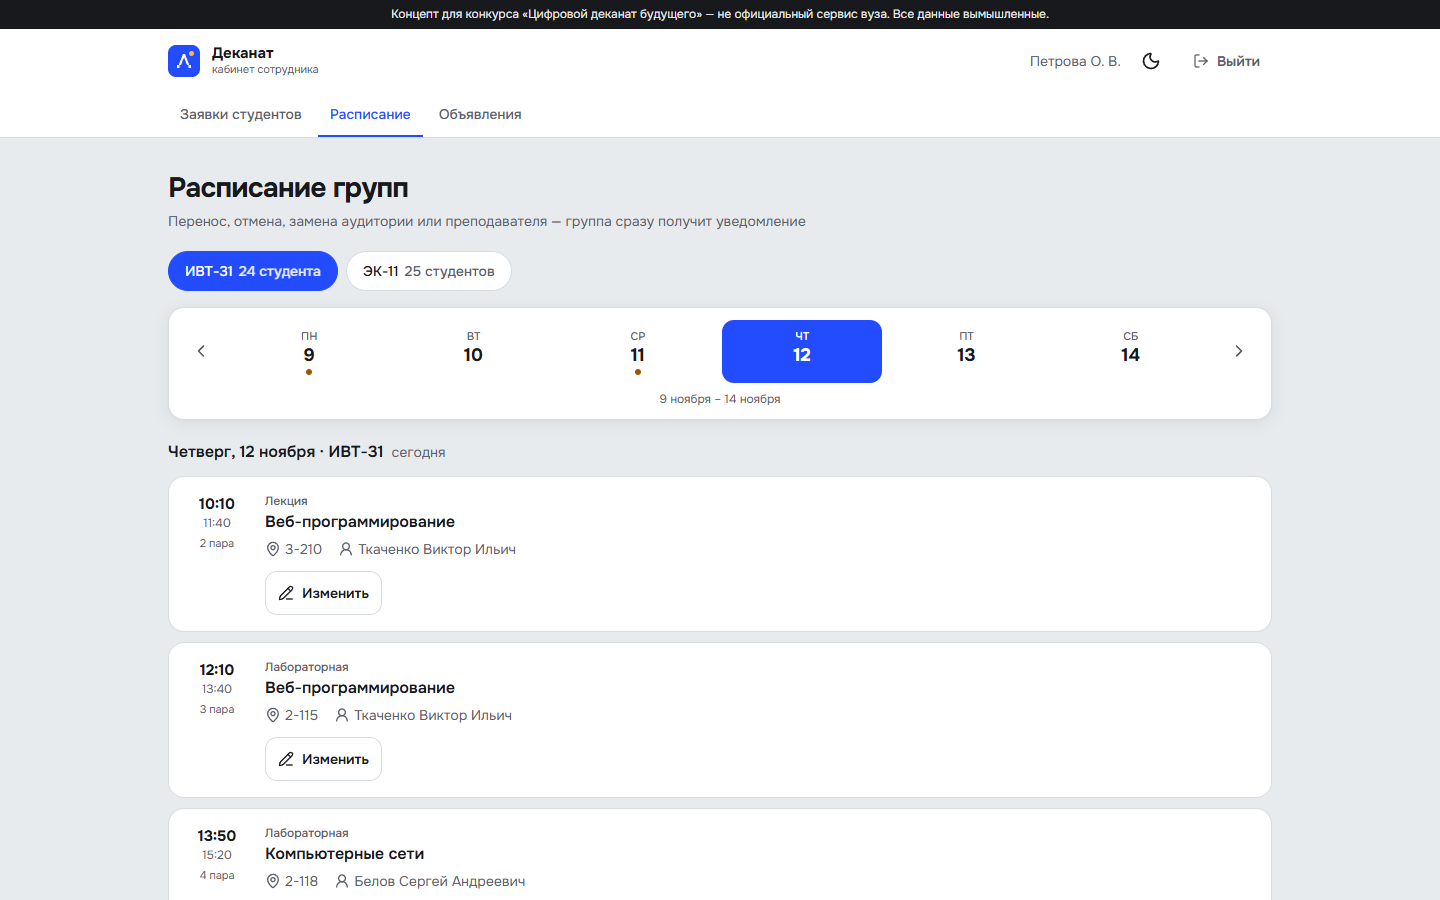 Концепт для конкурса «Цифровой деканат будущего» — не официальный сервис вуза. Все данные вымышленные.
Деканат
кабинет сотрудника
Петрова О. В.
Выйти
Заявки студентов
Расписание
Объявления
Расписание групп
Перенос, отмена, замена аудитории или преподавателя — группа сразу получит уведомление
ИВТ-31 24 студента
ЭК-11 25 студентов
ПН
9
ВТ
10
СР
11
ЧТ
12
ПТ
13
СБ
14
9 ноября – 14 ноября
Четверг, 12 ноября · ИВТ-31 сегодня
10:10
11:40
2 пара
Лекция
Веб-программирование
3-210 Ткаченко Виктор Ильич
Изменить
12:10
13:40
3 пара
Лабораторная
Веб-программирование
2-115 Ткаченко Виктор Ильич
Изменить
13:50
15:20
4 пара
Лабораторная
Компьютерные сети
2-118 Белов Сергей Андреевич